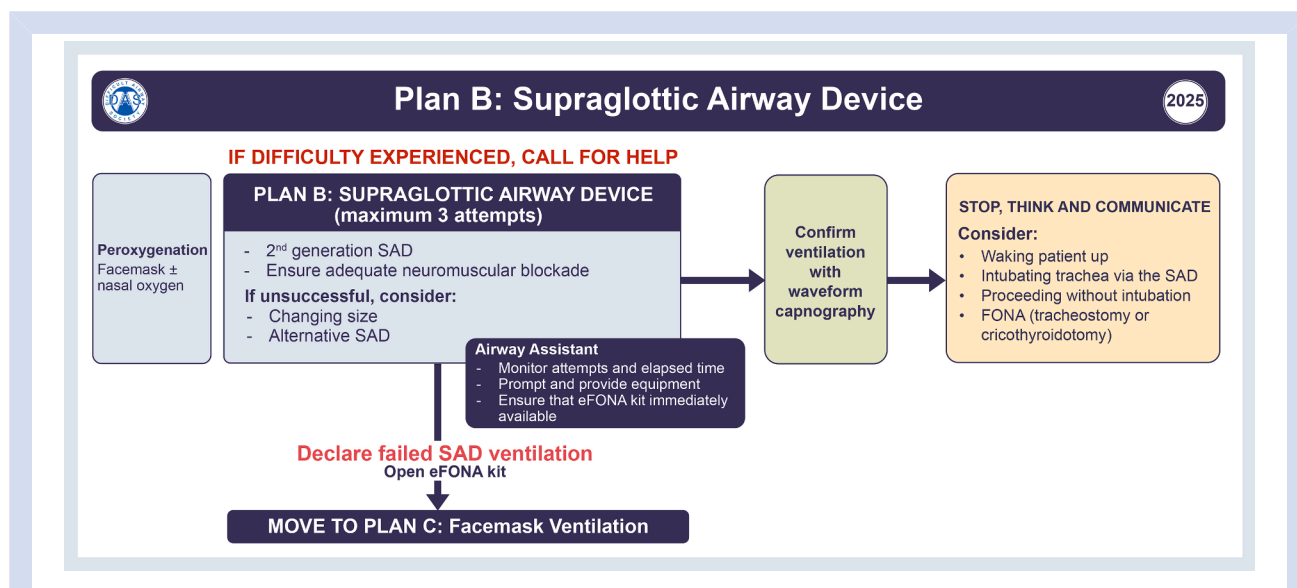 DIFFICULT AIRWAY SOCIETY
DAS
Plan B: Supraglottic Airway Device
2025
IF DIFFICULTY EXPERIENCED, CALL FOR HELP
Peroxygenation
Facemask ±
nasal oxygen
PLAN B: SUPRAGLOTTIC AIRWAY DEVICE
(maximum 3 attempts)
- 2nd generation SAD
- Ensure adequate neuromuscular blockade
If unsuccessful, consider:
- Changing size
- Alternative SAD
Airway Assistant
- Monitor attempts and elapsed time
- Prompt and provide equipment
- Ensure that eFONA kit immediately
available
Confirm
ventilation
with
waveform
capnography
STOP, THINK AND COMMUNICATE
Consider:
• Waking patient up
• Intubating trachea via the SAD
• Proceeding without intubation
• FONA (tracheostomy or
cricothyroidotomy)
Declare failed SAD ventilation
Open eFONA kit
MOVE TO PLAN C: Facemask Ventilation